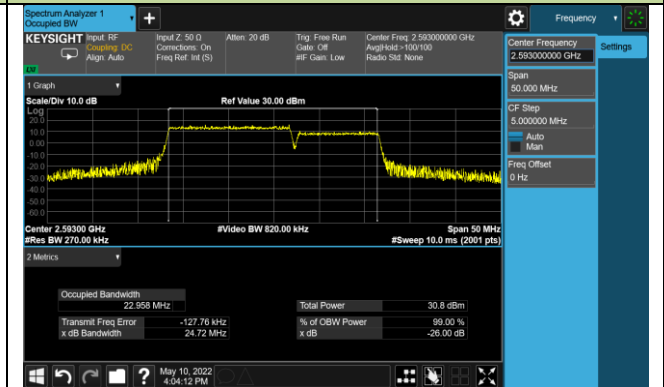 Spectrum Analyzer 1
Occupied BW
+
Frequency
KEYSIGHT
Input: RF
Coupling: DC
Align: Auto
Input Z: 50 Ω
Corrections: On
Freq Ref: Int (S)
Atten: 20 dB
Trig: Free Run
Gate: Off
#IF Gain: Low
Center Freq: 2.593000000 GHz
Avg|Hold:>100/100
Radio Std: None
Center Frequency
2.593000000 GHz
Settings
Span
50.000 MHz
CF Step
5.000000 MHz
Auto
Man
Freq Offset
0 Hz
1 Graph
Scale/Div 10.0 dB
Ref Value 30.00 dBm
Log
20.0
10.0
0.00
-10.0
-20.0
-30.0
-40.0
-50.0
-60.0
Center 2.59300 GHz
#Video BW 820.00 kHz
Span 50 MHz
#Res BW 270.00 kHz
#Sweep 10.0 ms (2001 pts)
2 Metrics
Occupied Bandwidth
22.958 MHz
Total Power
30.8 dBm
Transmit Freq Error
-127.76 kHz
% of OBW Power
99.00 %
x dB Bandwidth
24.72 MHz
x dB
-26.00 dB
?
May 10, 2022
4:04:12 PM